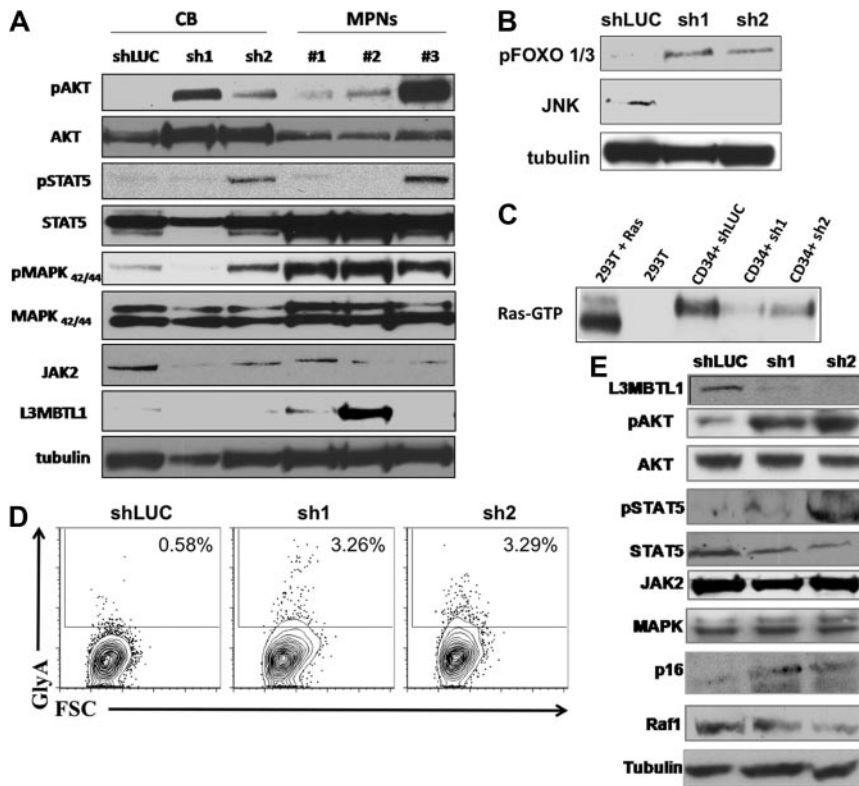 A
CB MPNs
shLUC sh1 sh2 #1 #2 #3
pAKT
AKT
pSTAT5
STAT5
pMAPK 42/44
MAPK 42/44
JAK2
L3MBTL1
tubulin
B
shLUC sh1 sh2
pFOXO 1/3
JNK
tubulin
C
293T + Ras
293T
CD34+ shLUC
CD34+ sh1
CD34+ sh2
Ras-GTP
D
shLUC sh1 sh2
0.58% 3.26% 3.29%
GlyA
FSC
E
shLUC sh1 sh2
L3MBTL1
pAKT
AKT
pSTAT5
STAT5
JAK2
MAPK
p16
Raf1
Tubulin